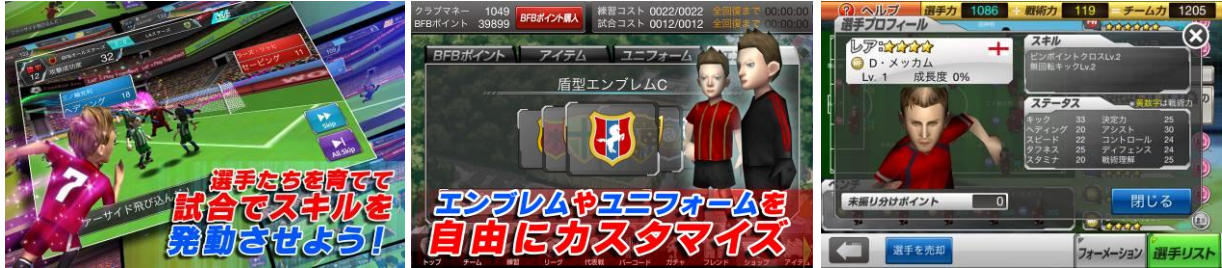 Skip
All Skip
7
選手たちを育てて
試合でスキルを
発動させよう!
クラブマネー 1049
BFBポイント 39899
BFBポイント購入
練習コスト 0022/0022 全回復まで 00:00:00
試合コスト 0012/0012 全回復まで 00:00:00
BFBポイント アイテム ユニフォーム
盾型エンブレムC
エンブレムやユニフォームを
自由にカスタマイズ
トップ チーム 練習 リーグ 代表戦 バーコード ガチャ フレンド ショップ アイテム
? ヘルプ 選手力 1086 + 戦術力 119 = チーム力 1205
選手プロフィール
レア:★★★★
D・メッカム
Lv. 1 成長度 0%
スキル
ピンポイントクロスLv.2
無回転キックLv.2
ステータス ※黄数字は戦術力
キック 33 決定力 25
ヘディング 20 アシスト 30
スピード 22 コントロール 24
タフネス 25 ディフェンス 24
スタミナ 20 戦術理解 25
未振り分けポイント 0
閉じる
選手を売却
フォーメーション
選手リスト